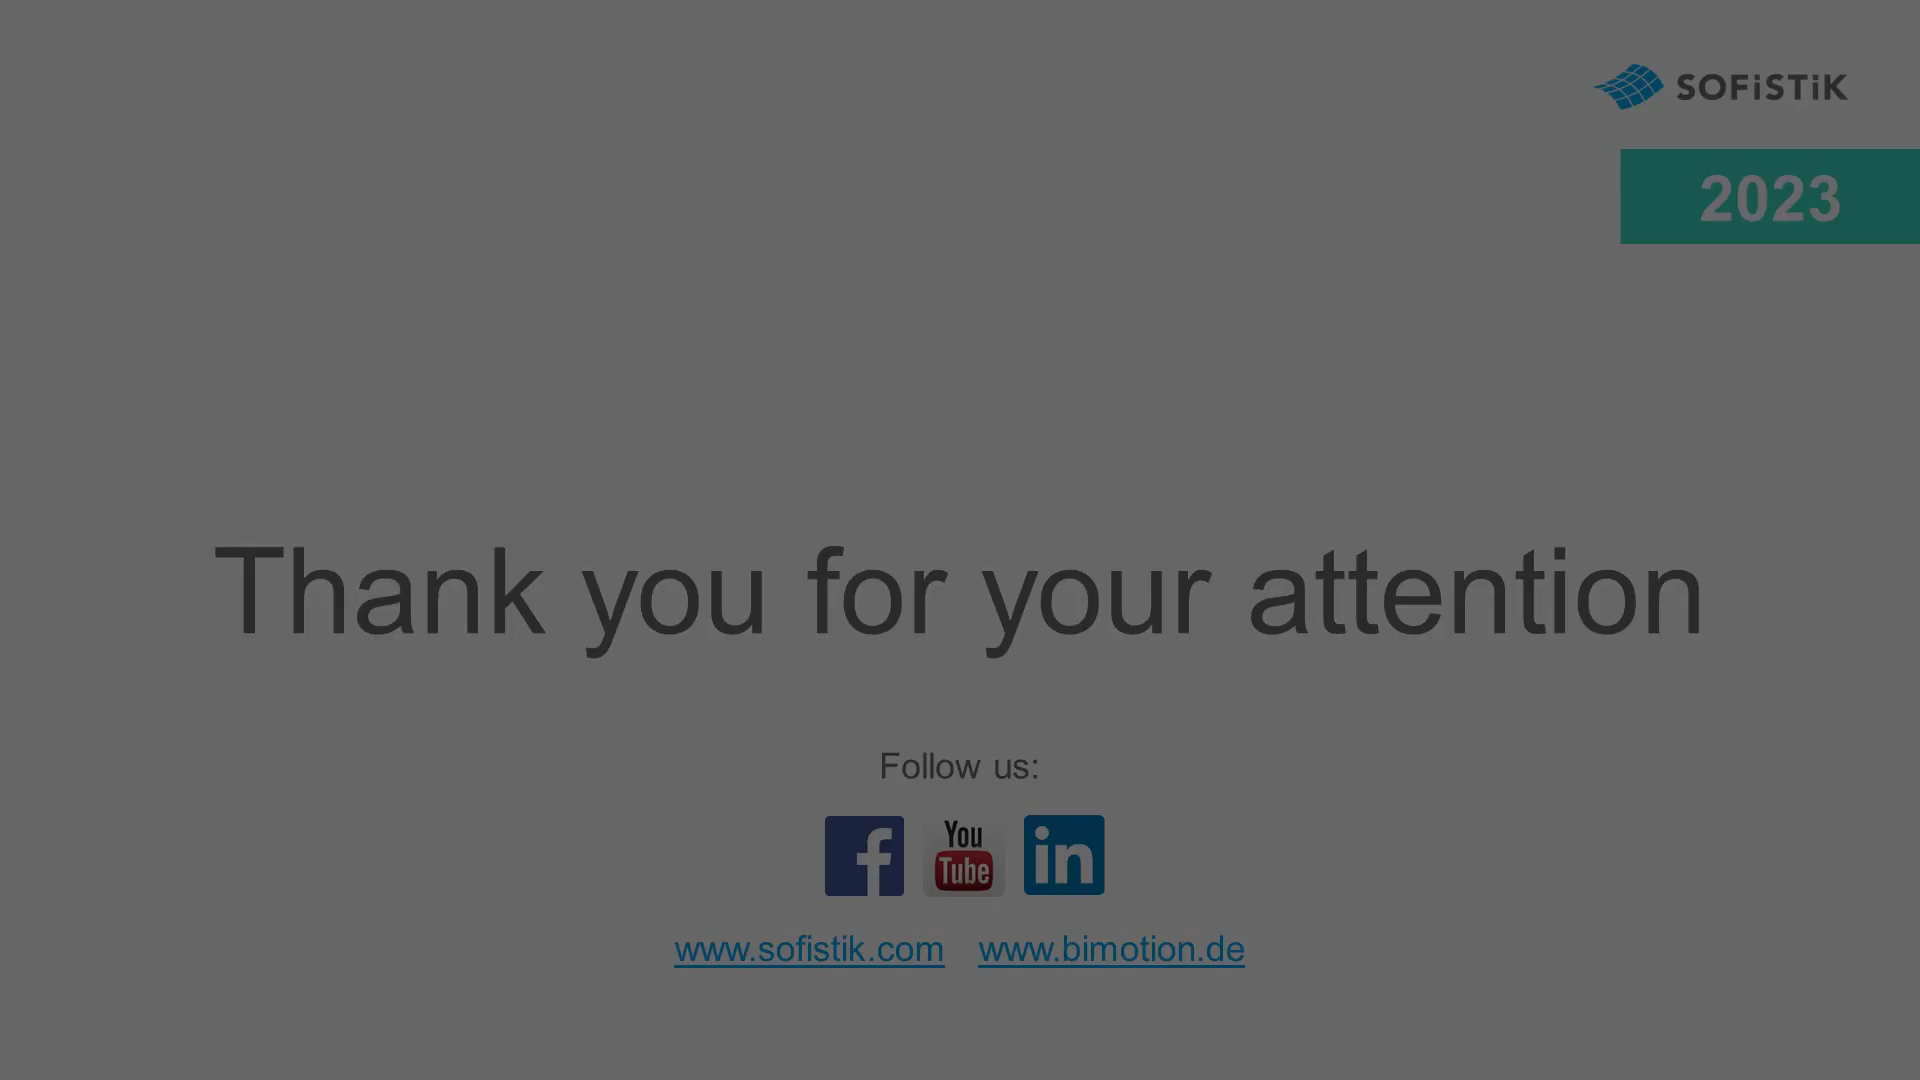 SOFiSTiK
2023
Thank you for your attention
Follow us:
f You Tube in
www.sofistik.com www.bimotion.de